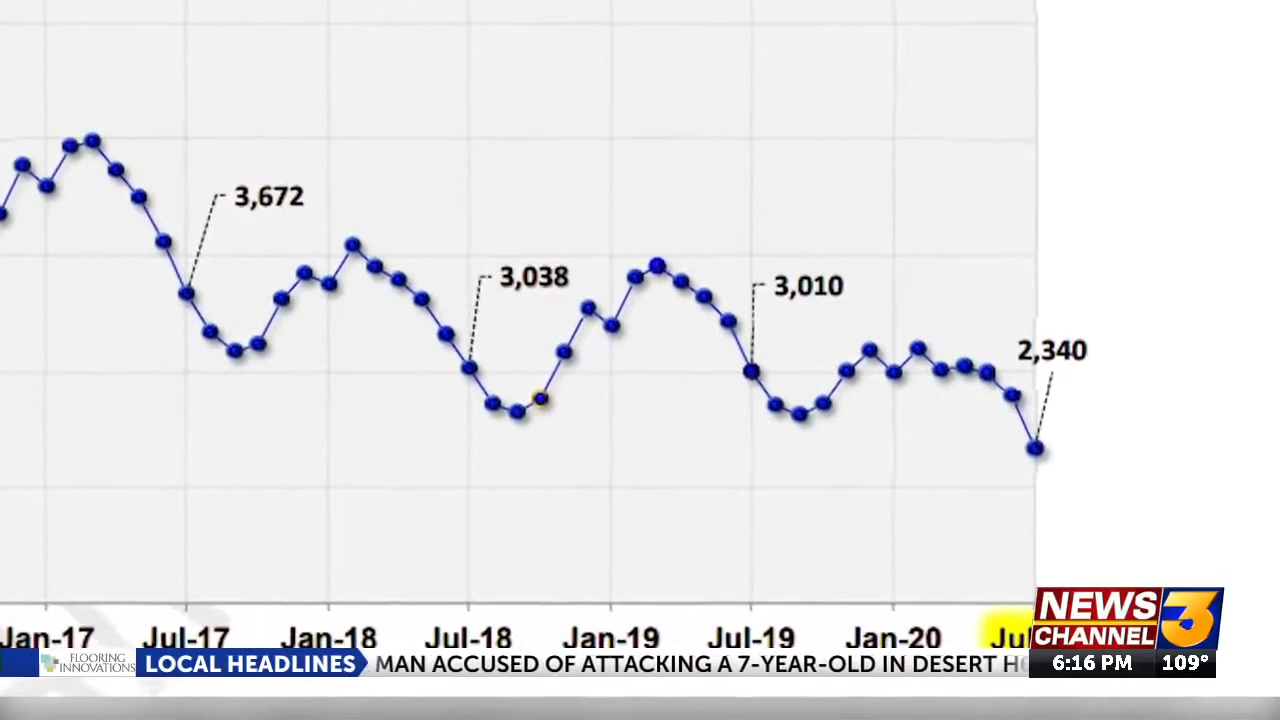 3,672
3,038
3,010
2,340
Jan-17 Jul-17 Jan-18 Jul-18 Jan-19 Jul-19 Jan-20
NEWS
CHANNEL 3
FLOORING
INNOVATIONS
LOCAL HEADLINES
MAN ACCUSED OF ATTACKING A 7-YEAR-OLD IN DESERT
6:16 PM 109°